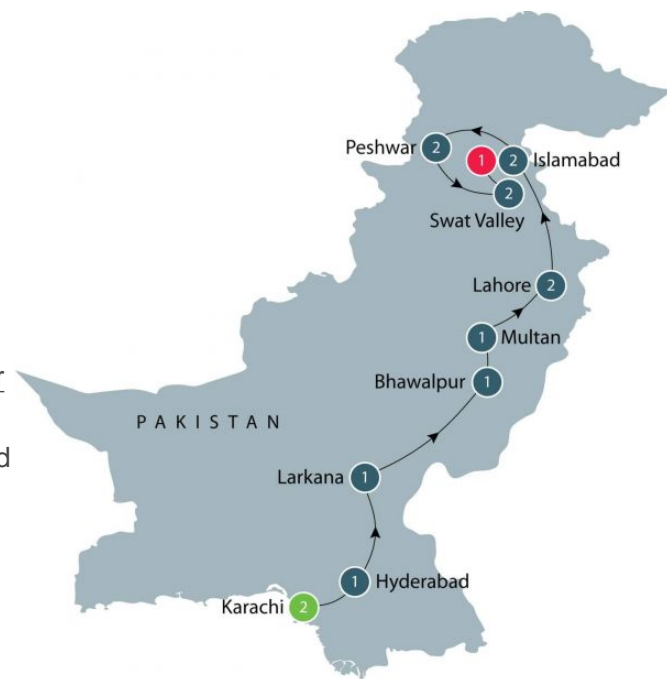 Peshwar 2
1 2 Islamabad
2
Swat Valley
Lahore 2
1 Multan
r
Bhawalpur 1
PAKISTAN
d
Larkana 1
1 Hyderabad
Karachi 2